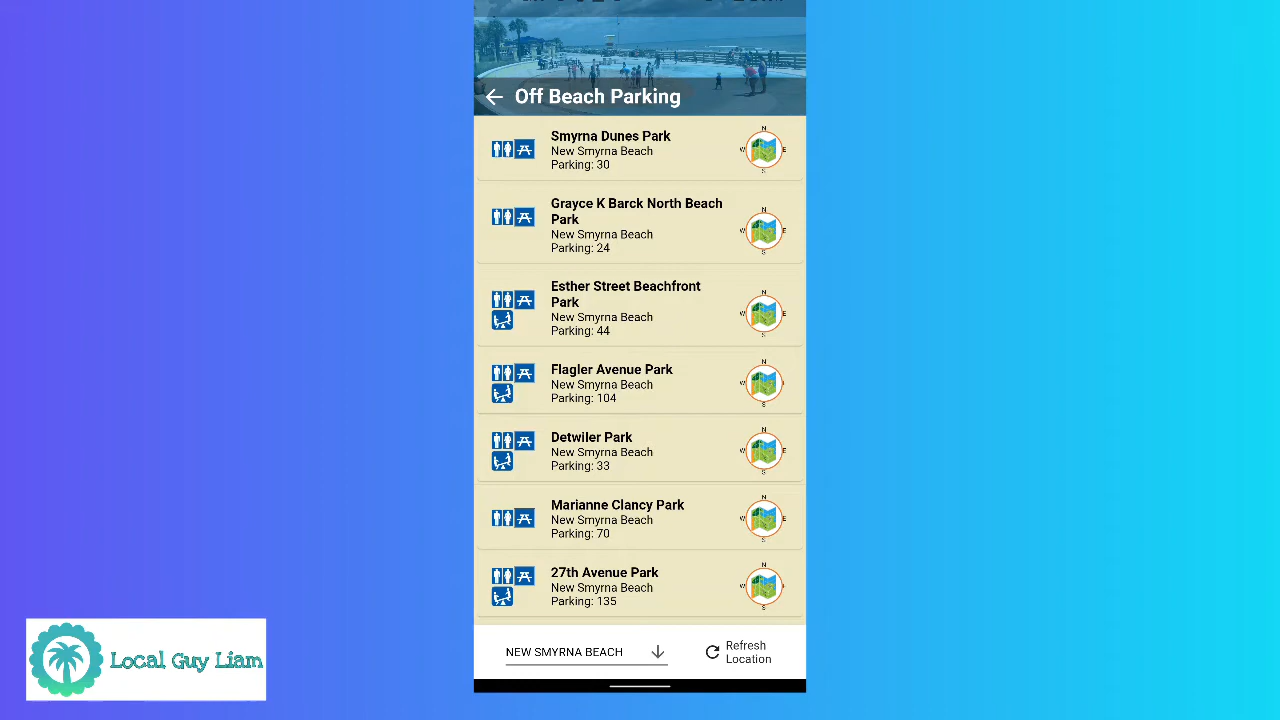 Off Beach Parking
Smyrna Dunes Park
New Smyrna Beach
Parking: 30
N
W
E
S
Grayce K Barck North Beach
Park
New Smyrna Beach
Parking: 24
N
W
E
S
Esther Street Beachfront
Park
New Smyrna Beach
Parking: 44
N
W
E
S
Flagler Avenue Park
New Smyrna Beach
Parking: 104
N
W
S
Detwiler Park
New Smyrna Beach
Parking: 33
N
W
E
S
Marianne Clancy Park
New Smyrna Beach
Parking: 70
N
W
E
S
27th Avenue Park
New Smyrna Beach
Parking: 135
N
W
S
NEW SMYRNA BEACH
Refresh
Location
Local Guy Liam